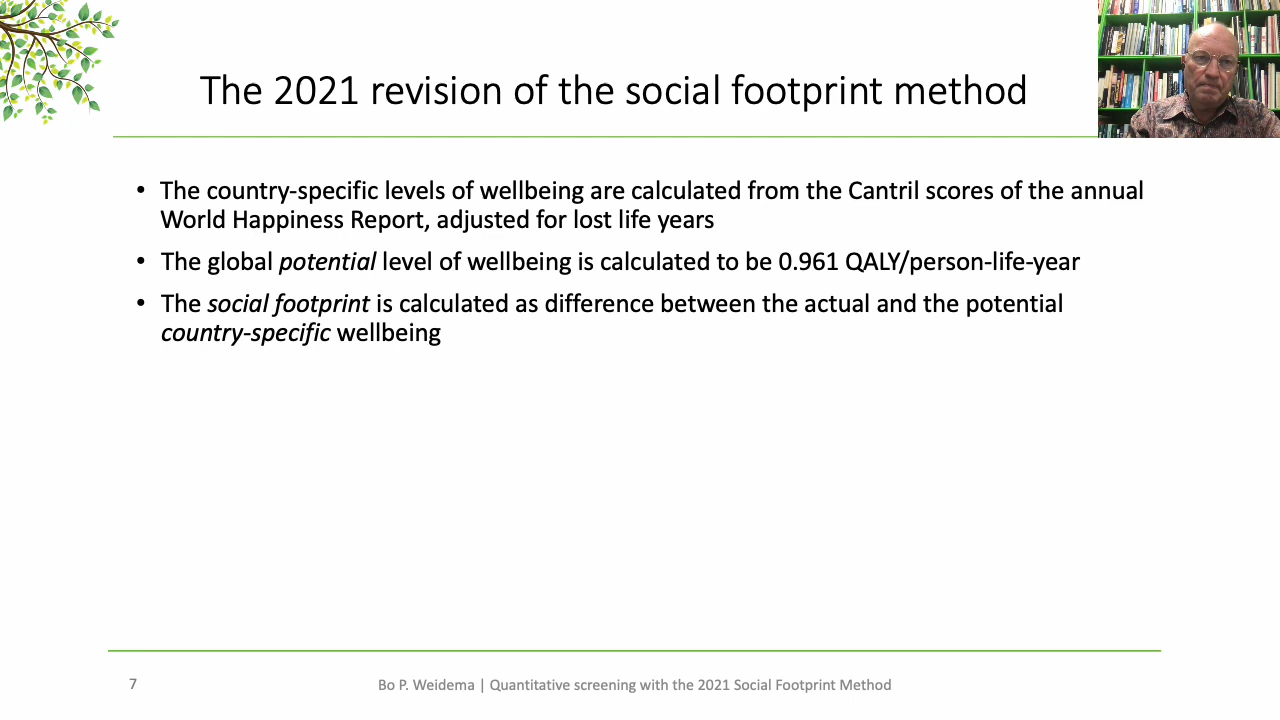 The 2021 revision of the social footprint method
• The country-specific levels of wellbeing are calculated from the Cantril scores of the annual
World Happiness Report, adjusted for lost life years
• The global potential level of wellbeing is calculated to be 0.961 QALY/person-life-year
• The social footprint is calculated as difference between the actual and the potential
country-specific wellbeing
7
Bo P. Weidema | Quantitative screening with the 2021 Social Footprint Method